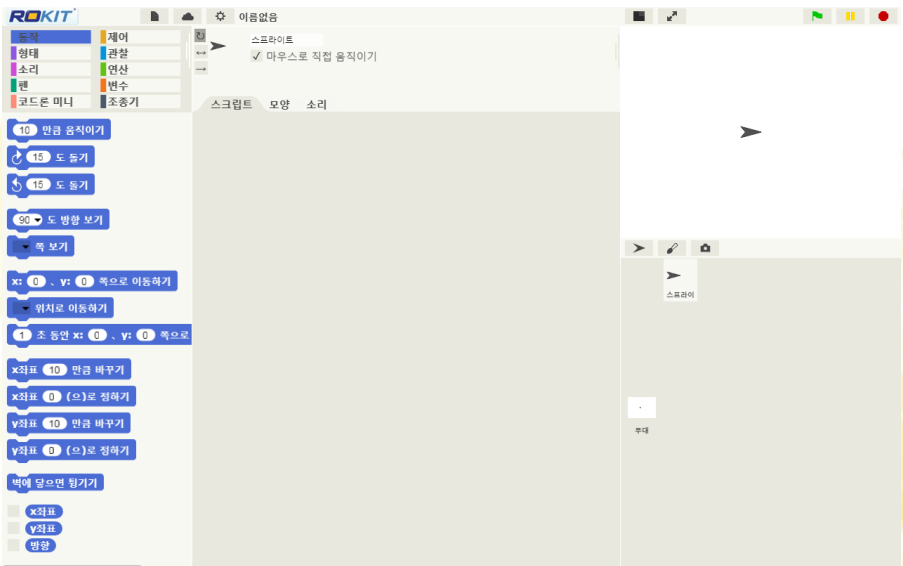 ROKIT
이름없음
동작
제어
형태
관찰
소리
연산
펜
변수
코드론 미니
조종기
스프라이트
✓ 마우스로 직접 움직이기
스크립트 모양 소리
10 만큼 움직이기
15 도 돌기
15 도 돌기
90 도 방향 보기
쪽 보기
x: 0 、 y: 0 쪽으로 이동하기
위치로 이동하기
1 초 동안 x: 0 、 y: 0 쪽으로
x좌표 10 만큼 바꾸기
x좌표 0 (으)로 정하기
y좌표 10 만큼 바꾸기
y좌표 0 (으)로 정하기
벽에 닿으면 튕기기
x좌표
y좌표
방향
스프라이
무대